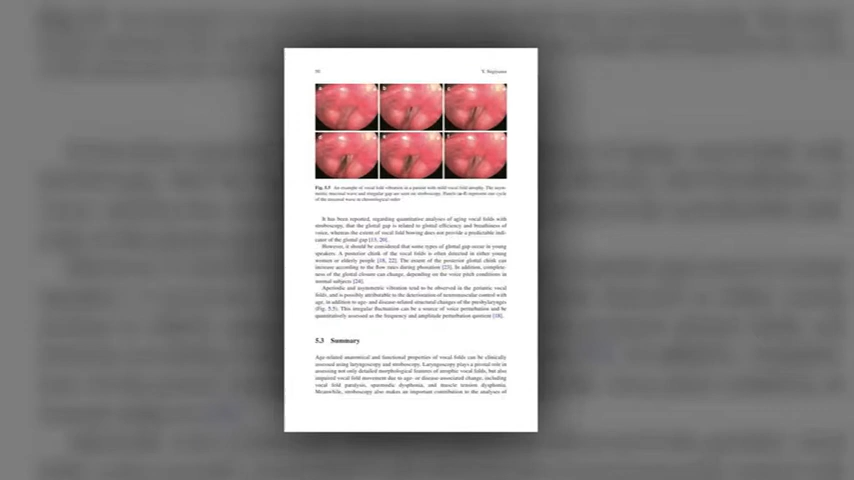 50 Y. Sugiyama
a b c
d e f
Fig. 5.5 An example of vocal fold vibration in a patient with mild vocal fold atrophy. The asym-
metric mucosal wave and irregular gap are seen on stroboscopy. Panels (a–f) represent one cycle
of the mucosal wave in chronological order
It has been reported, regarding quantitative analyses of aging vocal folds with
stroboscopy, that the glottal gap is related to glottal efficiency and breathiness of
voice, whereas the extent of vocal fold bowing does not provide a predictable indi-
cator of the glottal gap [13, 20].
However, it should be considered that some types of glottal gap occur in young
speakers. A posterior chink of the vocal folds is often detected in either young
women or elderly people [18, 22]. The extent of the posterior glottal chink can
increase according to the flow rates during phonation [23]. In addition, complete-
ness of the glottal closure can change, depending on the voice pitch conditions in
normal subjects [24].
Aperiodic and asymmetric vibration tend to be observed in the geriatric vocal
folds, and is possibly attributable to the deterioration of neuromuscular control with
age, in addition to age- and disease-related structural changes of the presbylarynges
(Fig. 5.5). This irregular fluctuation can be a source of voice perturbation and be
quantitatively assessed as the frequency and amplitude perturbation quotient [18].
5.3 Summary
Age-related anatomical and functional properties of vocal folds can be clinically
assessed using laryngoscopy and stroboscopy. Laryngoscopy plays a pivotal role in
assessing not only detailed morphological features of atrophic vocal folds, but also
impaired vocal fold movement due to age- or disease-associated change, including
vocal fold paralysis, spasmodic dysphonia, and muscle tension dysphonia.
Meanwhile, stroboscopy also makes an important contribution to the analyses of